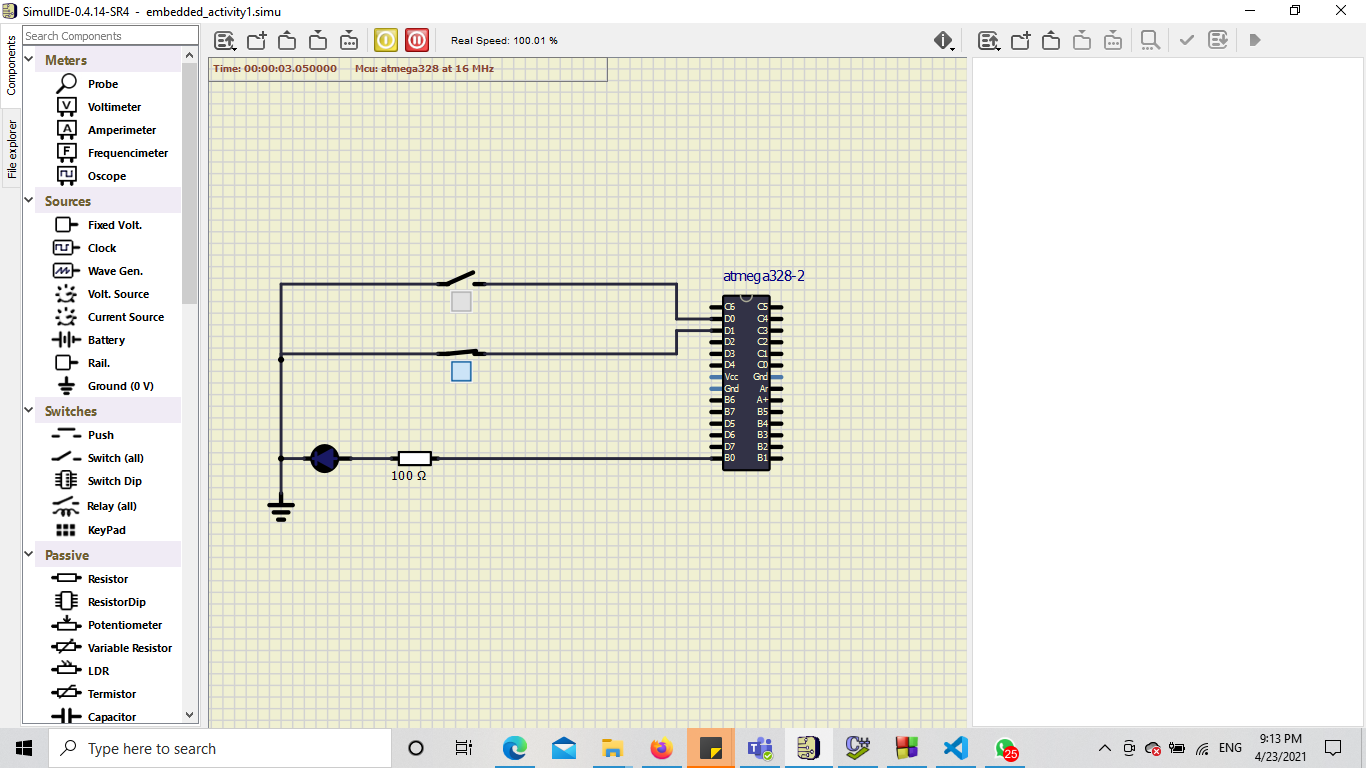 SimulIDE-0.4.14-SR4 - embedded_activity1.simu
Components
File explorer
Search Components
Meters
Probe
Voltimeter
Amperimeter
Frequencimeter
Oscope
Sources
Fixed Volt.
Clock
Wave Gen.
Volt. Source
Current Source
Battery
Rail.
Ground (0 V)
Switches
Push
Switch (all)
Switch Dip
Relay (all)
KeyPad
Passive
Resistor
ResistorDip
Potentiometer
Variable Resistor
LDR
Termistor
Capacitor
Real Speed: 100.01 %
Time: 00:00:03.050000 Mcu: atmega328 at 16 MHz
atmega328-2
C6 C5
D0 C4
D1 C3
D2 C2
D3 C1
D4 C0
Vcc Gnd
Gnd Ar
B6 A+
B7 B5
D5 B4
D6 B3
D7 B2
B0 B1
100 Ω
Type here to search
25
ENG
9:13 PM
4/23/2021